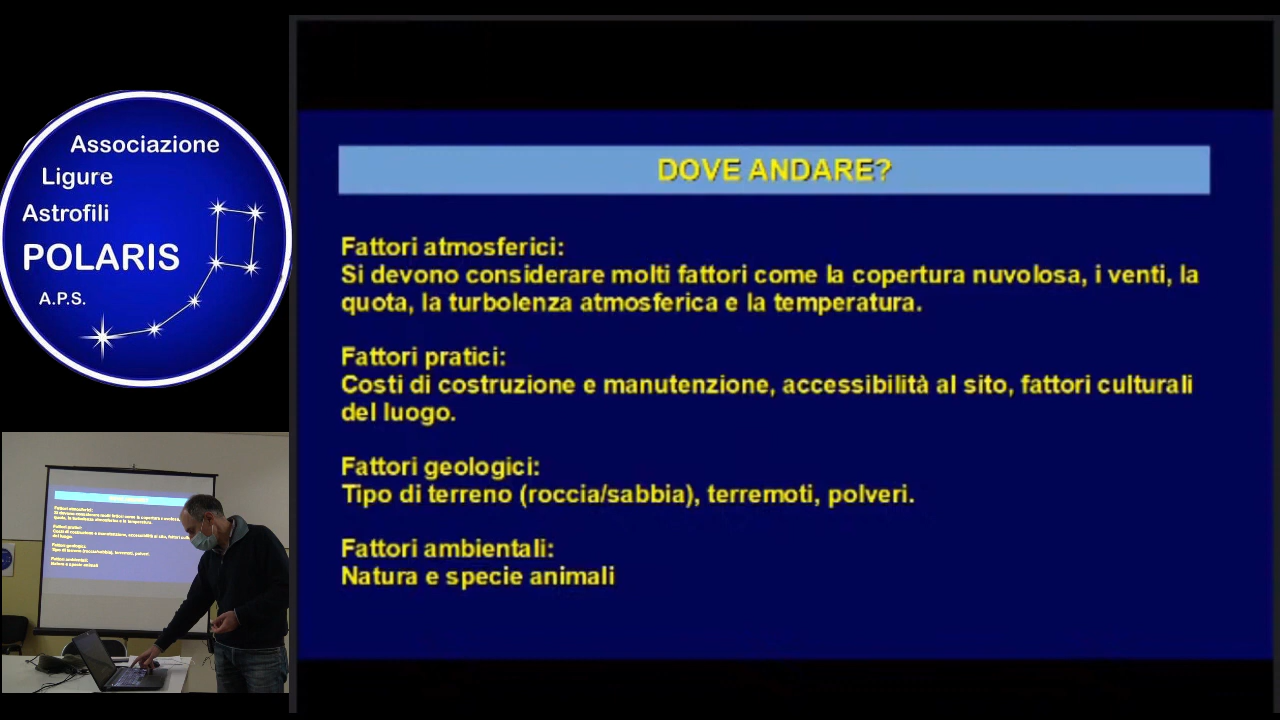 Associazione
Ligure
Astrofili
POLARIS
A.P.S.
DOVE ANDARE?
Fattori atmosferici:
Si devono considerare molti fattori come la copertura nuvolosa, i venti, la
quota, la turbolenza atmosferica e la temperatura.
Fattori pratici:
Costi di costruzione e manutenzione, accessibilità al sito, fattori culturali
del luogo.
Fattori geologici:
Tipo di terreno (roccia/sabbia), terremoti, polveri.
Fattori ambientali:
Natura e specie animali